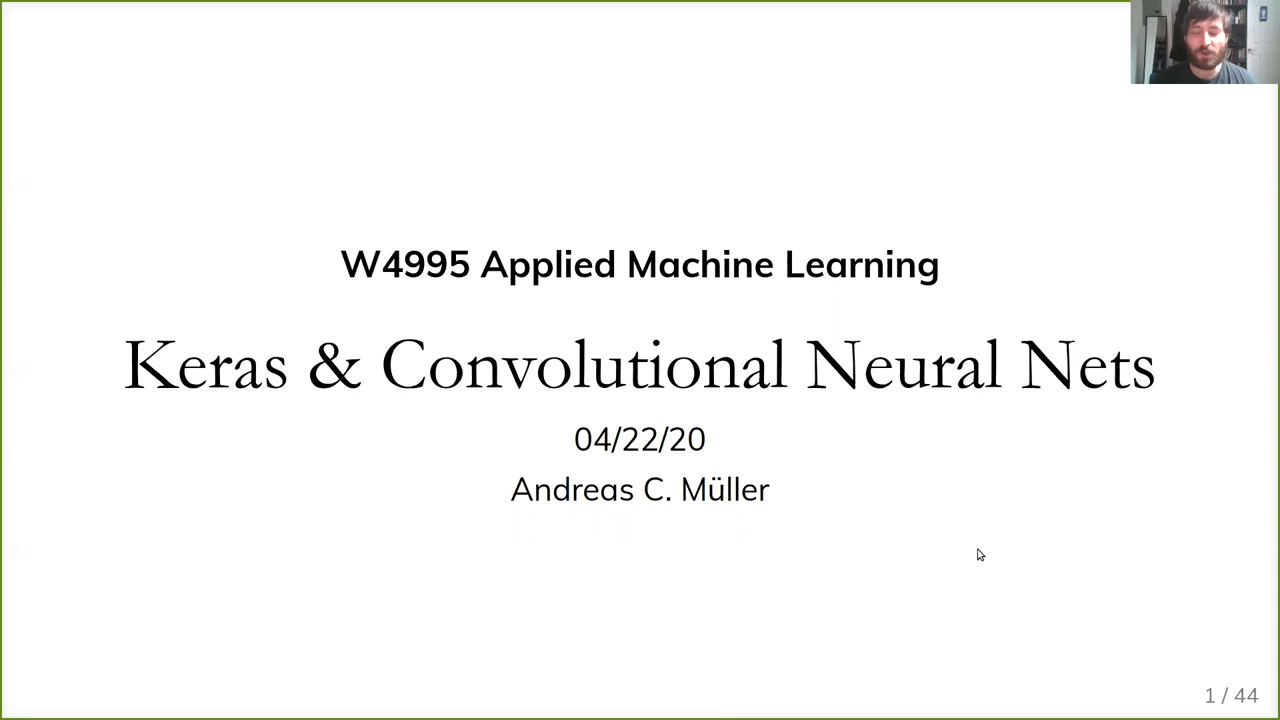 W4995 Applied Machine Learning
Keras & Convolutional Neural Nets
04/22/20
Andreas C. Müller
1 / 44